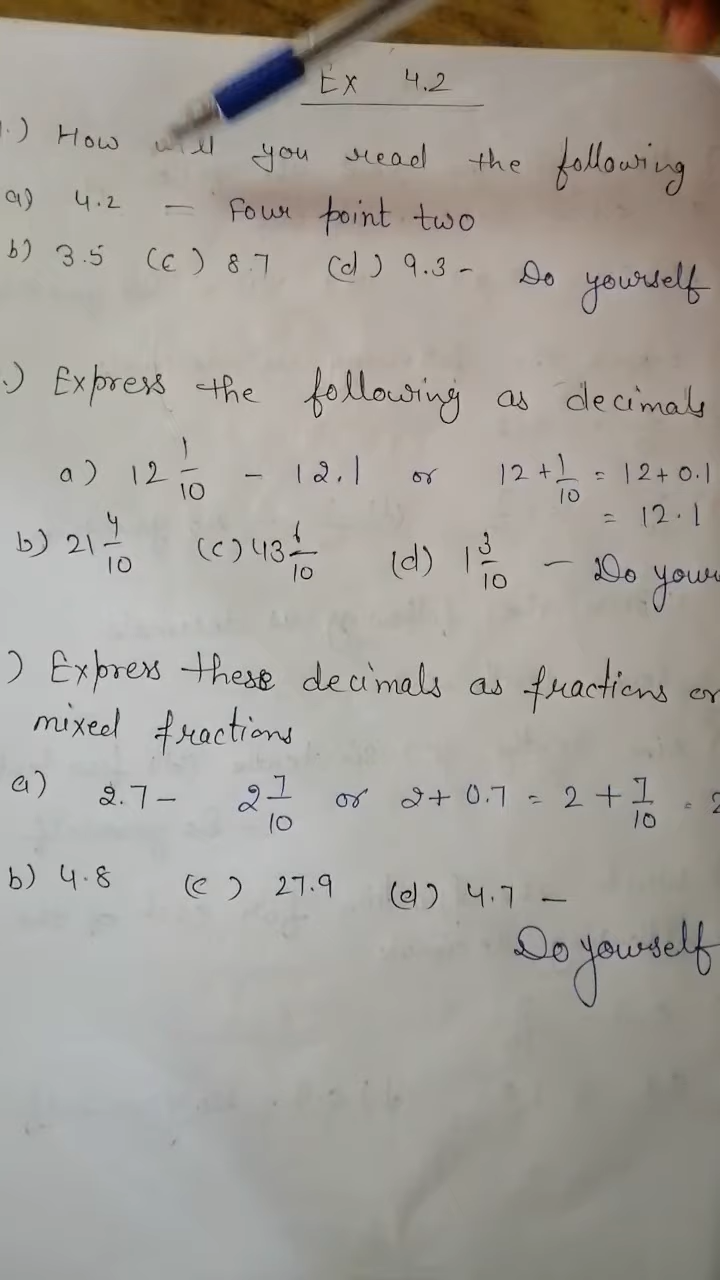 Ex 4.2
.) How will you read the following
a) 4.2 — Four point two
b) 3.5 (c) 8.7 (d) 9.3 - Do yourself
.) Express the following as decimals
a) 12 1/10 - 12.1 or 12 + 1/10 = 12 + 0.1
= 12.1
b) 21 4/10 (c) 43 6/10 (d) 1 3/10 — Do your
) Express these decimals as fractions or
mixed fractions
a) 2.7 - 2 7/10 or 2 + 0.7 = 2 + 7/10 = 2
b) 4.8 (c) 27.9 (d) 4.7 —
Do yourself